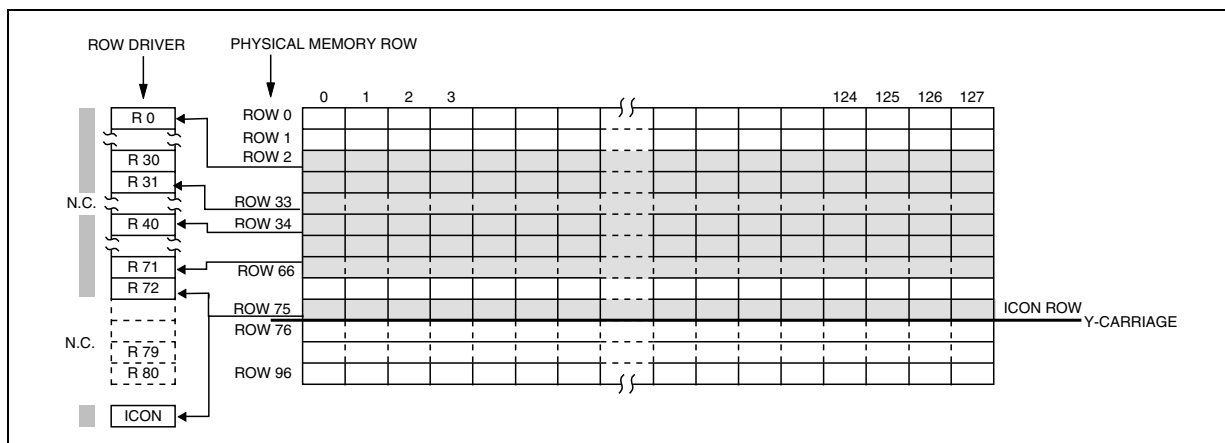 ROW DRIVER PHYSICAL MEMORY ROW
0 1 2 3 124 125 126 127
R 0 ROW 0
ROW 1
R 30 ROW 2
R 31
N.C. ROW 33
R 40 ROW 34
R 71 ROW 66
R 72
ROW 75 ICON ROW
ROW 76 Y-CARRIAGE
N.C. R 79
R 80 ROW 96
ICON